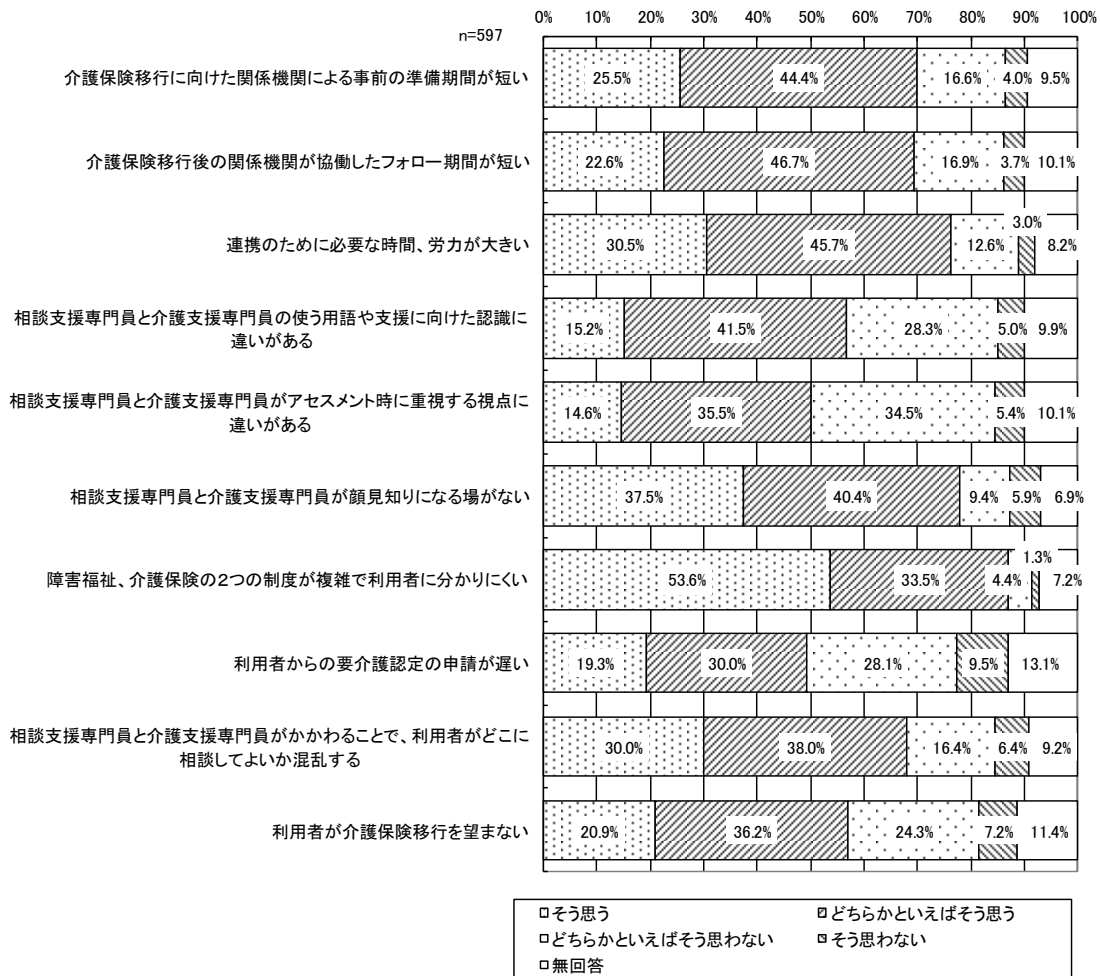 0% 10% 20% 30% 40% 50% 60% 70% 80% 90% 100%
n=597
介護保険移行に向けた関係機関による事前の準備期間が短い
25.5% 44.4% 16.6% 4.0% 9.5%
介護保険移行後の関係機関が協働したフォロー期間が短い
22.6% 46.7% 16.9% 3.7% 10.1%
連携のために必要な時間、労力が大きい
30.5% 45.7% 12.6% 3.0% 8.2%
相談支援専門員と介護支援専門員の使う用語や支援に向けた認識に
違いがある
15.2% 41.5% 28.3% 5.0% 9.9%
相談支援専門員と介護支援専門員がアセスメント時に重視する視点に
違いがある
14.6% 35.5% 34.5% 5.4% 10.1%
相談支援専門員と介護支援専門員が顔見知りになる場がない
37.5% 40.4% 9.4% 5.9% 6.9%
障害福祉、介護保険の2つの制度が複雑で利用者に分かりにくい
53.6% 33.5% 4.4% 1.3% 7.2%
利用者からの要介護認定の申請が遅い
19.3% 30.0% 28.1% 9.5% 13.1%
相談支援専門員と介護支援専門員がかかわることで、利用者がどこに
相談してよいか混乱する
30.0% 38.0% 16.4% 6.4% 9.2%
利用者が介護保険移行を望まない
20.9% 36.2% 24.3% 7.2% 11.4%
そう思う どちらかといえばそう思う
どちらかといえばそう思わない そう思わない
無回答